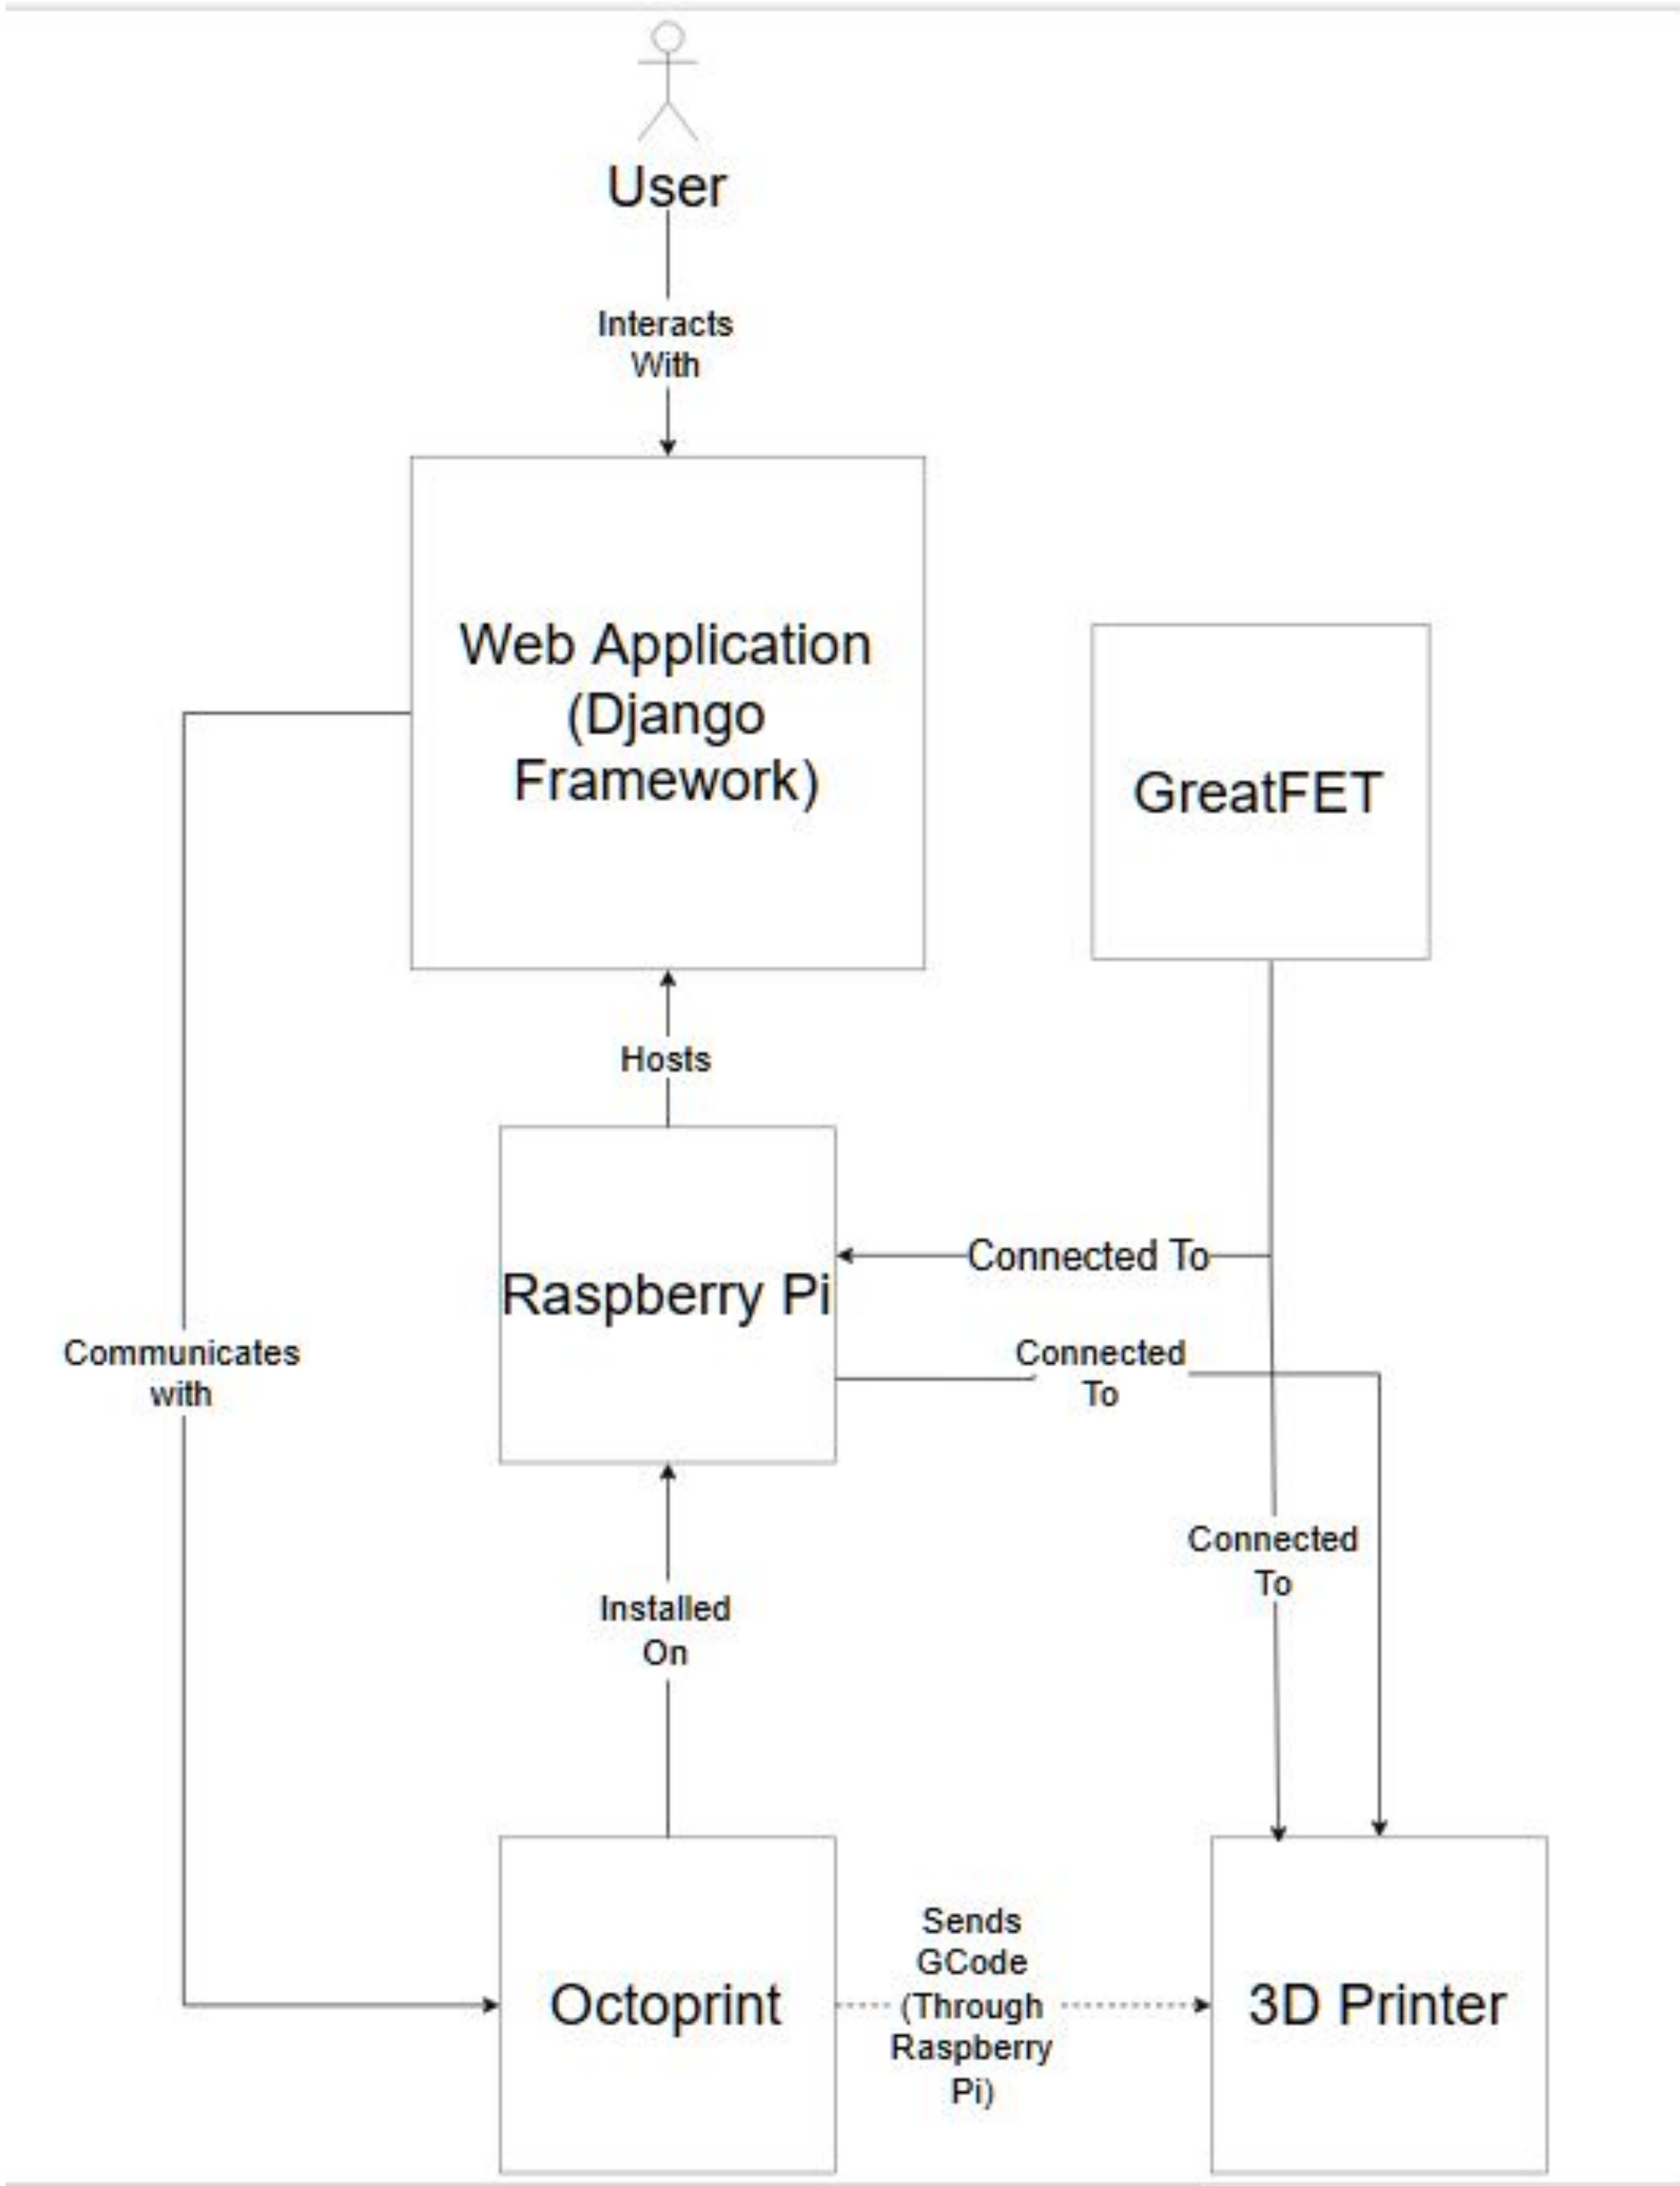 User
Interacts
With
Web Application
(Django
Framework)
GreatFET
Hosts
Raspberry Pi
Connected To
Connected
To
Communicates
with
Connected
To
Installed
On
Octoprint
Sends
GCode
(Through
Raspberry
Pi)
3D Printer